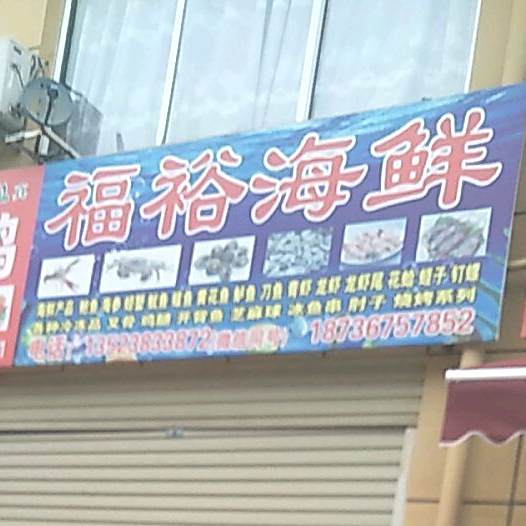 福裕海鲜
海鲜产品 鱿鱼 海参 螃蟹 鱿鱼 鲳鱼 黄花鱼 鲈鱼 刀鱼 青虾 龙虾 龙虾尾 花蛤 蛏子 钉螺
各种冷冻品 叉骨 鸡腿 开背鱼 芝麻球 冰鱼串 肘子 烧烤系列
电话：13523833872(微信同号) 18736757852